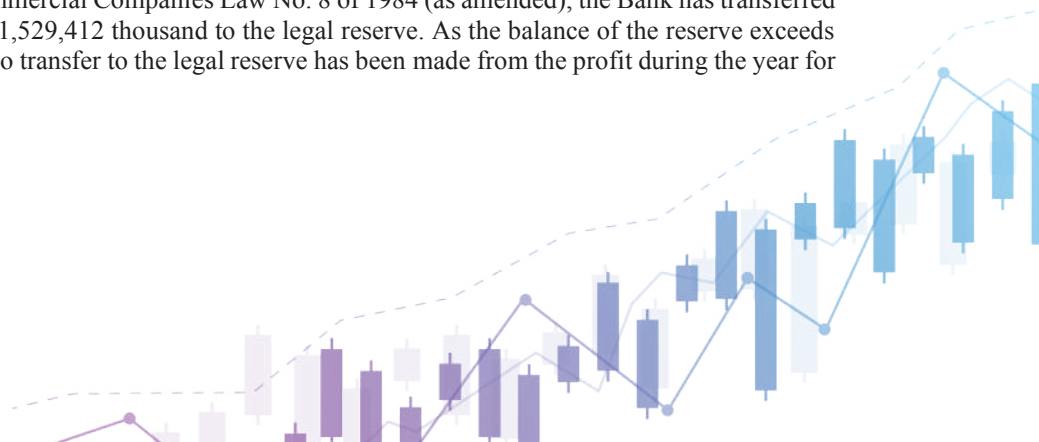 mmercial Companies Law No. 8 of 1984 (as amended), the Bank has transferred
1,529,412 thousand to the legal reserve. As the balance of the reserve exceeds
o transfer to the legal reserve has been made from the profit during the year for